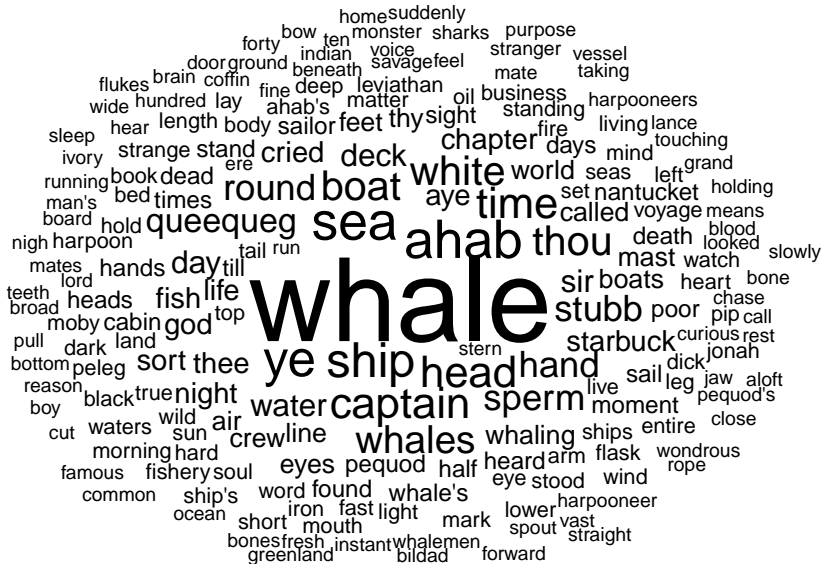 home suddenly
bow ten monster sharks purpose
forty indian voice stranger vessel
door ground beneath savage feel mate taking
flukes brain coffin fine deep leviathan oil business
wide hundred lay ahab's matter standing harpooneers
hear length body sailor feet thy sight chapter fire living lance
sleep strange stand cried deck days mind touching
ivory ere white world seas left grand
running book dead round boat aye time set nantucket holding
man's bed times called voyage means
board hold queequeg sea ahab thou death blood
nigh harpoon tail run mast watch looked slowly
mates hands day till whale sir boats heart bone
teeth lord heads fish life stubb poor chase
broad moby cabin god top pip call
pull dark land starbuck curious rest
bottom peleg sort thee ye ship stern head hand dick jonah
reason black true night sail leg jaw aloft
boy wild air water captain sperm live moment pequod's
cut waters sun crew line whales whaling ships entire close
morning hard heard arm flask wondrous
famous fishery soul eyes pequod half eye stood wind rope
common ship's word found whale's harpooneer
ocean iron fast light lower vast
short mouth mark spout straight
bones fresh instant whalemen
greenland bildad forward